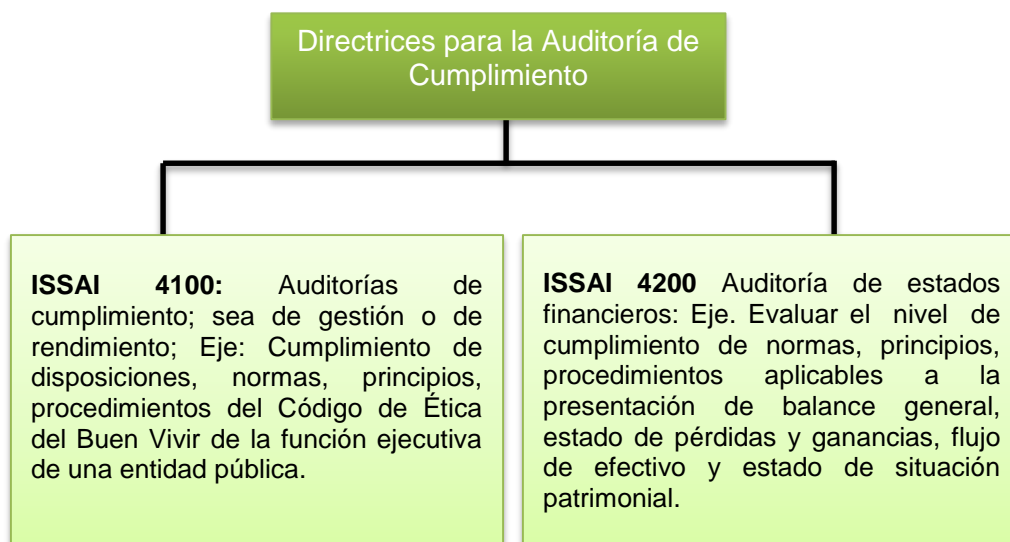 Directrices para la Auditoría de
Cumplimiento
ISSAI 4100: Auditorías de
cumplimiento; sea de gestión o de
rendimiento; Eje: Cumplimiento de
disposiciones, normas, principios,
procedimientos del Código de Ética
del Buen Vivir de la función ejecutiva
de una entidad pública.
ISSAI 4200 Auditoría de estados
financieros: Eje. Evaluar el nivel de
cumplimiento de normas, principios,
procedimientos aplicables a la
presentación de balance general,
estado de pérdidas y ganancias, flujo
de efectivo y estado de situación
patrimonial.